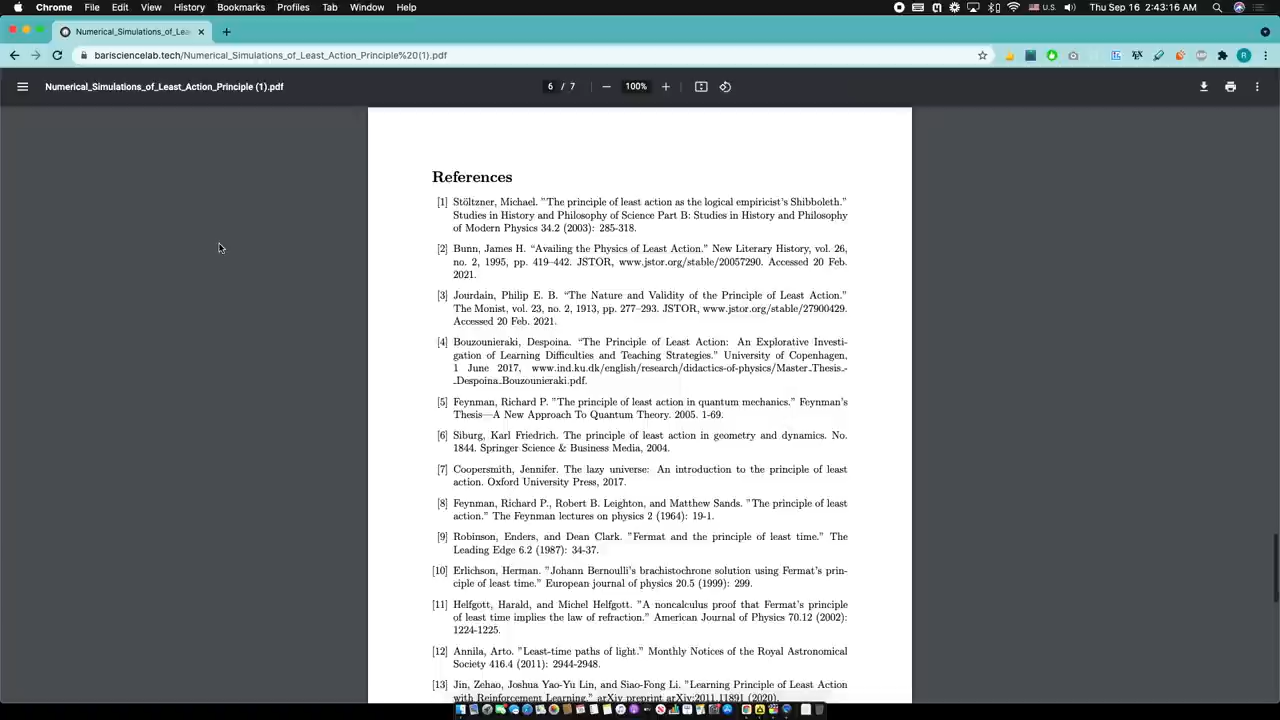 Chrome File Edit View History Bookmarks Profiles Tab Window Help U.S. Thu Sep 16 2:43:16 AM
Numerical_Simulations_of_Lea
barisciencelab.tech/Numerical_Simulations_of_Least_Action_Principle%20(1).pdf
Numerical_Simulations_of_Least_Action_Principle (1).pdf 6 / 7 100%
References
[1] Stöltzner, Michael. "The principle of least action as the logical empiricist's Shibboleth."
Studies in History and Philosophy of Science Part B: Studies in History and Philosophy
of Modern Physics 34.2 (2003): 285-318.
[2] Bunn, James H. “Availing the Physics of Least Action.” New Literary History, vol. 26,
no. 2, 1995, pp. 419–442. JSTOR, www.jstor.org/stable/20057290. Accessed 20 Feb.
2021.
[3] Jourdain, Philip E. B. “The Nature and Validity of the Principle of Least Action.”
The Monist, vol. 23, no. 2, 1913, pp. 277–293. JSTOR, www.jstor.org/stable/27900429.
Accessed 20 Feb. 2021.
[4] Bouzounieraki, Despoina. “The Principle of Least Action: An Explorative Investi-
gation of Learning Difficulties and Teaching Strategies.” University of Copenhagen,
1 June 2017, www.ind.ku.dk/english/research/didactics-of-physics/Master_Thesis_-
_Despoina_Bouzounieraki.pdf.
[5] Feynman, Richard P. "The principle of least action in quantum mechanics." Feynman's
Thesis—A New Approach To Quantum Theory. 2005. 1-69.
[6] Siburg, Karl Friedrich. The principle of least action in geometry and dynamics. No.
1844. Springer Science & Business Media, 2004.
[7] Coopersmith, Jennifer. The lazy universe: An introduction to the principle of least
action. Oxford University Press, 2017.
[8] Feynman, Richard P., Robert B. Leighton, and Matthew Sands. "The principle of least
action." The Feynman lectures on physics 2 (1964): 19-1.
[9] Robinson, Enders, and Dean Clark. "Fermat and the principle of least time." The
Leading Edge 6.2 (1987): 34-37.
[10] Erlichson, Herman. "Johann Bernoulli's brachistochrone solution using Fermat's prin-
ciple of least time." European journal of physics 20.5 (1999): 299.
[11] Helfgott, Harald, and Michel Helfgott. "A noncalculus proof that Fermat's principle
of least time implies the law of refraction." American Journal of Physics 70.12 (2002):
1224-1225.
[12] Annila, Arto. "Least-time paths of light." Monthly Notices of the Royal Astronomical
Society 416.4 (2011): 2944-2948.
[13] Jin, Zehao, Joshua Yao-Yu Lin, and Siao-Fong Li. "Learning Principle of Least Action
with Reinforcement Learning." arXiv preprint arXiv:2011.11891 (2020).